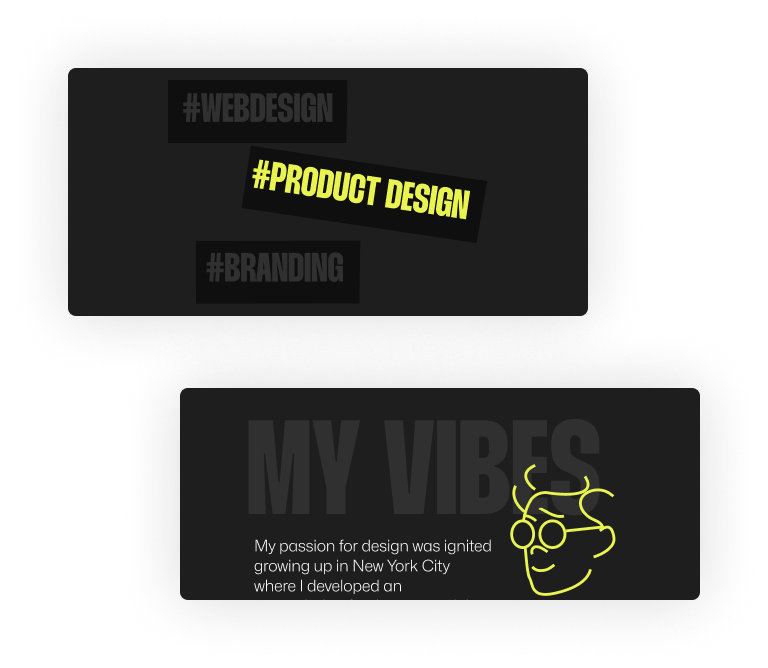 #WEBDESIGN
#PRODUCT DESIGN
#BRANDING
MY VIBES
My passion for design was ignited
growing up in New York City
where I developed an